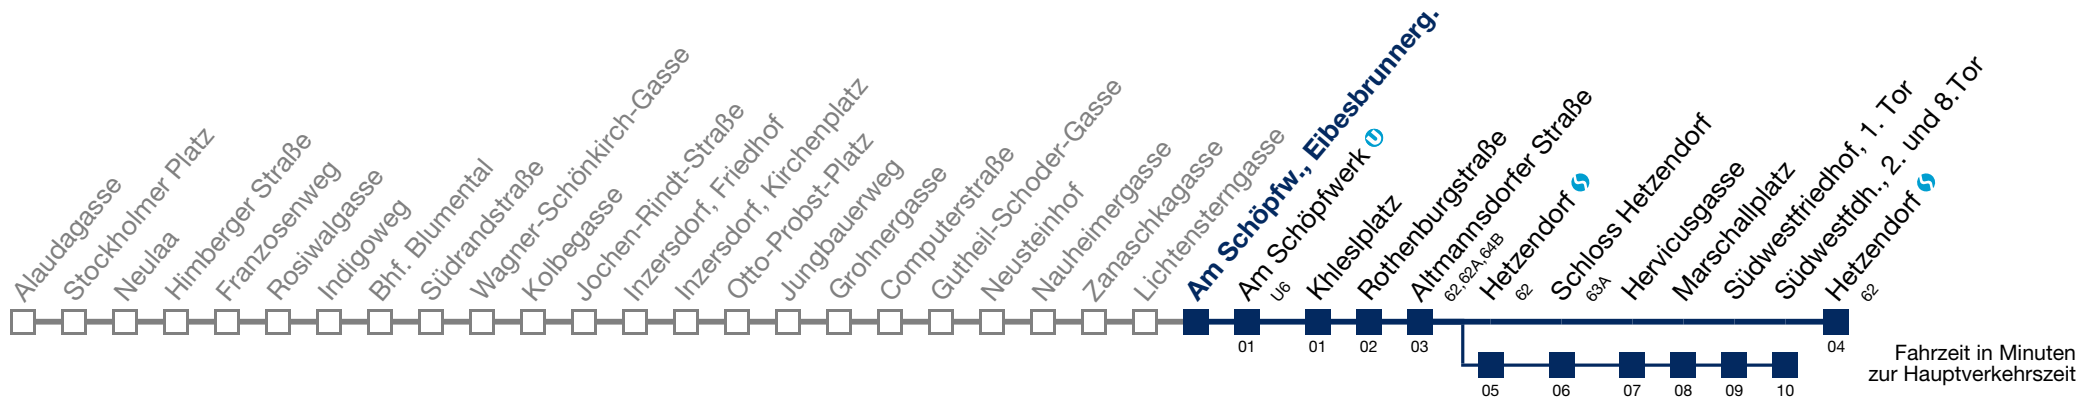 Alaudagasse
Stockholmer Platz
Neulaa
Himberger Straße
Franzosenweg
Rosiwalgasse
Indigoweg
Bhf. Blumental
Südrandstraße
Wagner-Schönkirch-Gasse
Kolbegasse
Jochen-Rindt-Straße
Inzersdorf, Friedhof
Inzersdorf, Kirchenplatz
Otto-Probst-Platz
Jungbauerweg
Grohnergasse
Computerstraße
Gutheil-Schoder-Gasse
Neusteinhof
Nauheimergasse
Zanaschkagasse
Lichtensterngasse
Am Schöpfw., Eibesbrunnerg.
Am Schöpfwerk U
U6
Khleslplatz
Rothenburgstraße
Altmannsdorfer Straße
62, 62A, 64B
Hetzendorf S
62
Schloss Hetzendorf
63A
Hervicusgasse
Marschallplatz
Südwestfriedhof, 1. Tor
Südwestfdh., 2. und 8.Tor
Hetzendorf S
62
01
01
02
03
04
05
06
07
08
09
10
Fahrzeit in Minuten
zur Hauptverkehrszeit